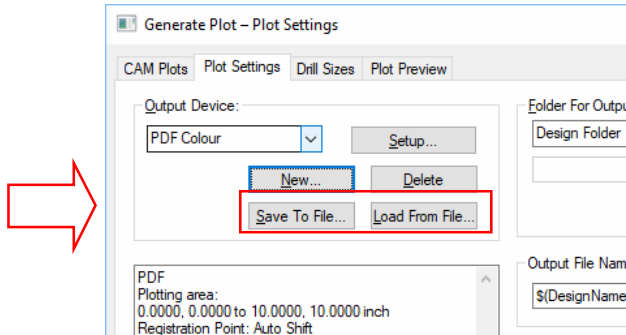 Generate Plot – Plot Settings
CAM Plots Plot Settings Drill Sizes Plot Preview
Output Device:
PDF Colour
Setup...
New...
Delete
Save To File...
Load From File...
PDF
Plotting area:
0.0000, 0.0000 to 10.0000, 10.0000 inch
Registration Point: Auto Shift
Folder For Outpu
Design Folder
Output File Nam
$(DesignName